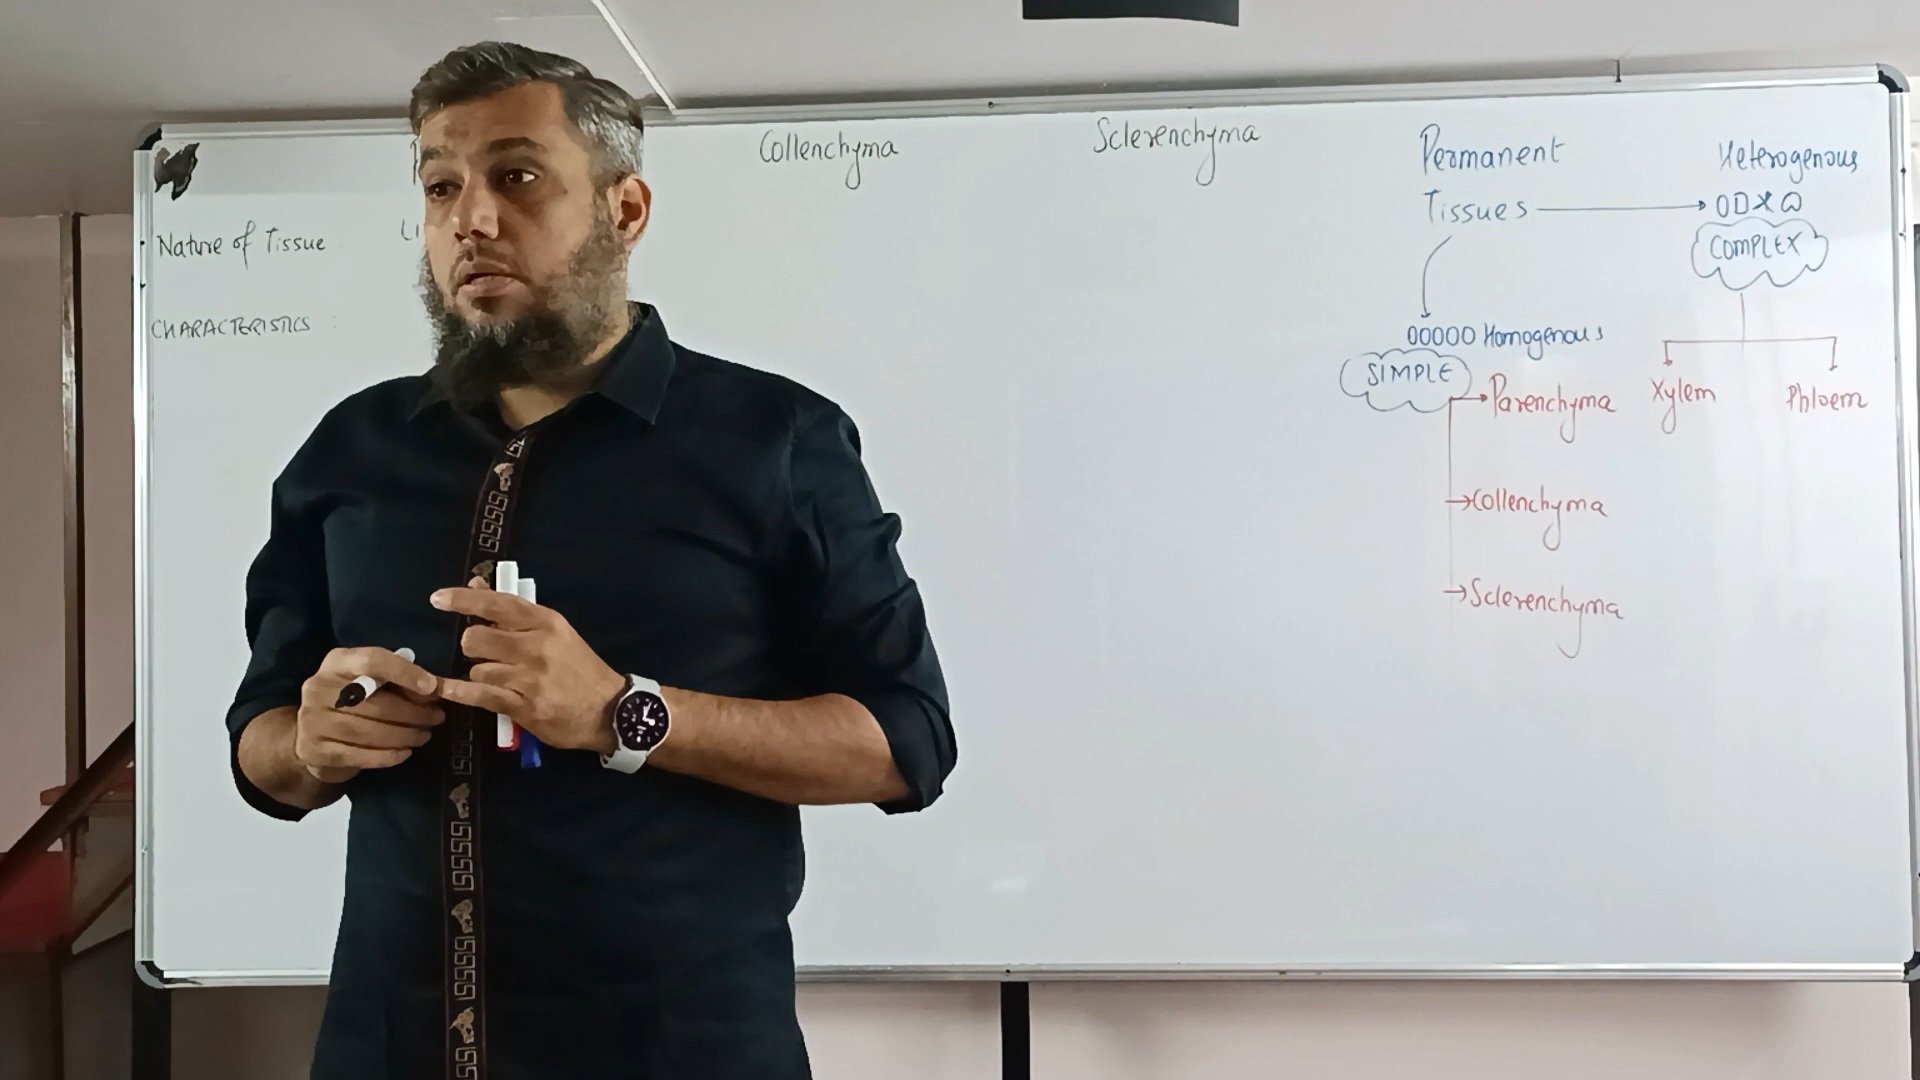 Collenchyma
Sclerenchyma
Nature of Tissue :
CHARACTERISTICS :
Permanent
Tissues
Heterogenous
COMPLEX
Homogenous
SIMPLE
Parenchyma
Collenchyma
Sclerenchyma
Xylem
Phloem